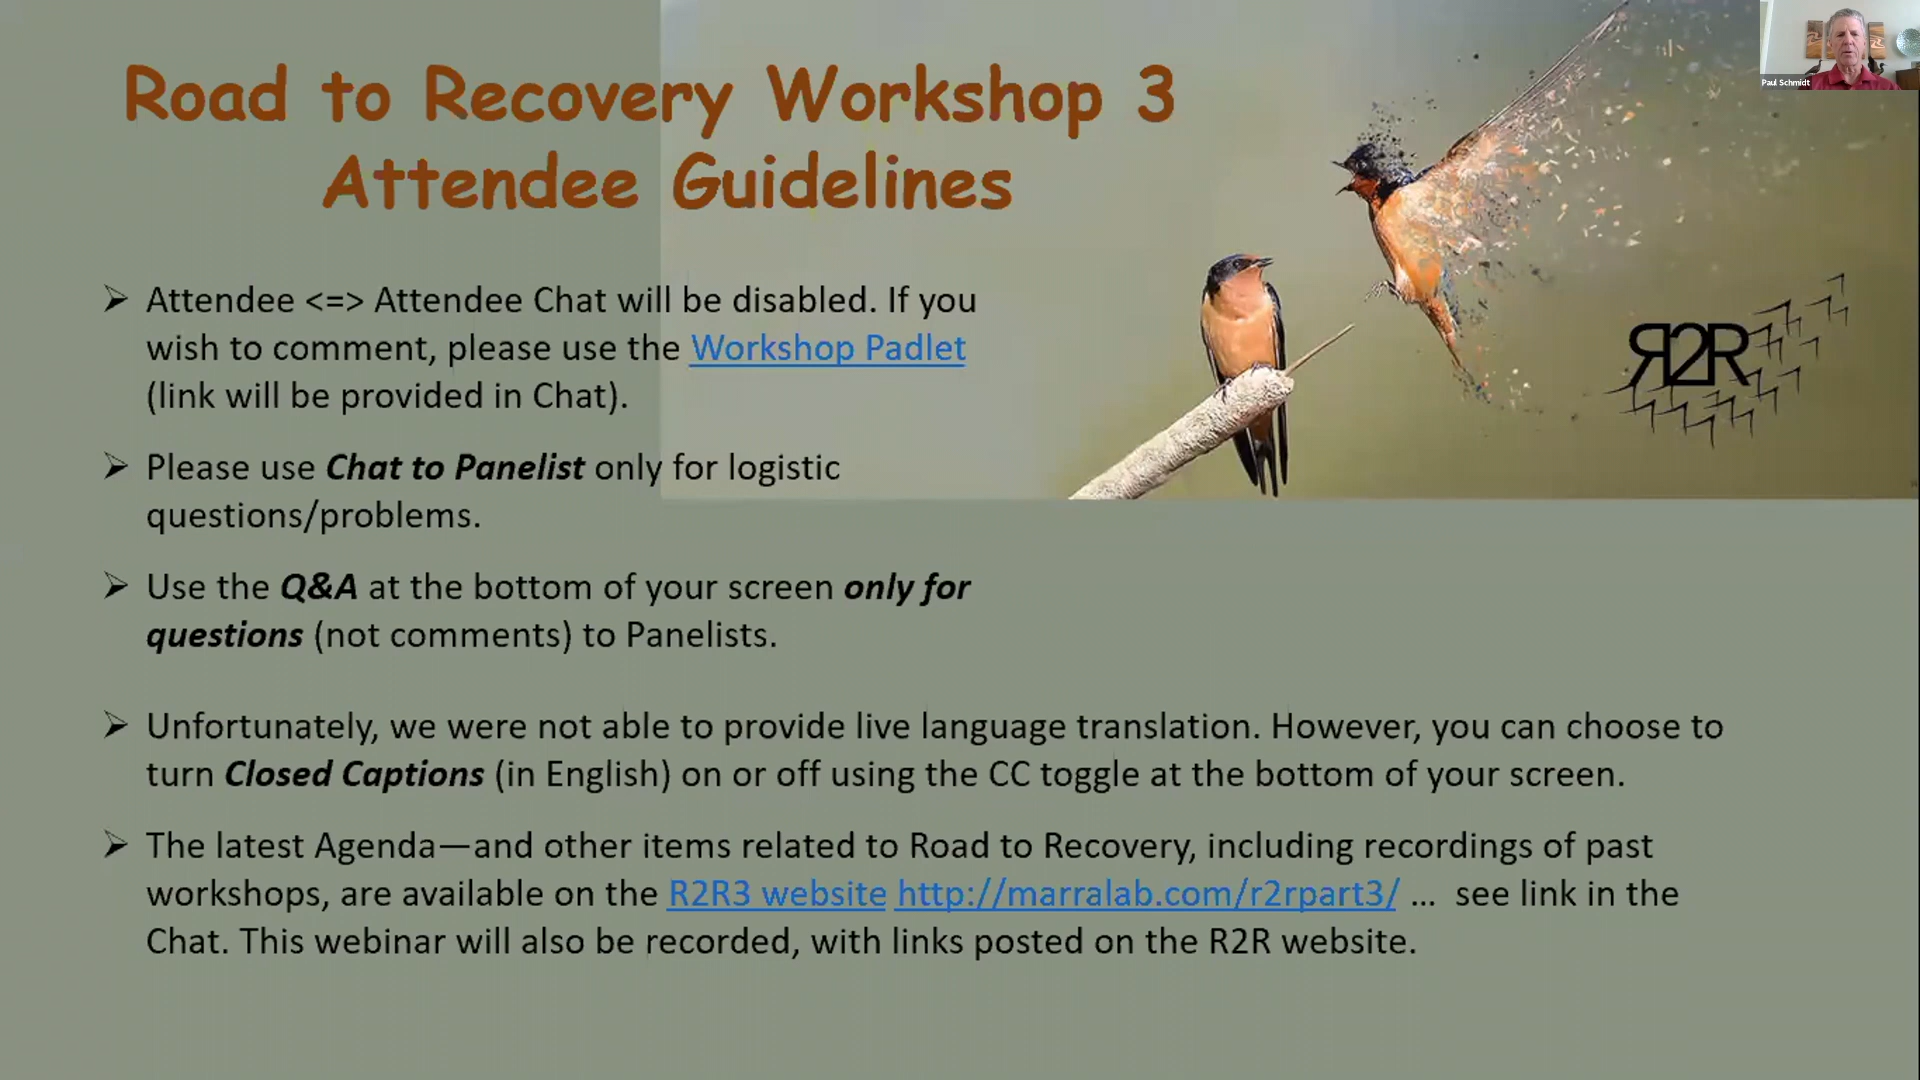 Road to Recovery Workshop 3
Attendee Guidelines
Paul Schmidt
R2R
➢ Attendee <=> Attendee Chat will be disabled. If you
wish to comment, please use the Workshop Padlet
(link will be provided in Chat).
➢ Please use Chat to Panelist only for logistic
questions/problems.
➢ Use the Q&A at the bottom of your screen only for
questions (not comments) to Panelists.
➢ Unfortunately, we were not able to provide live language translation. However, you can choose to
turn Closed Captions (in English) on or off using the CC toggle at the bottom of your screen.
➢ The latest Agenda—and other items related to Road to Recovery, including recordings of past
workshops, are available on the R2R3 website http://marralab.com/r2rpart3/ ... see link in the
Chat. This webinar will also be recorded, with links posted on the R2R website.